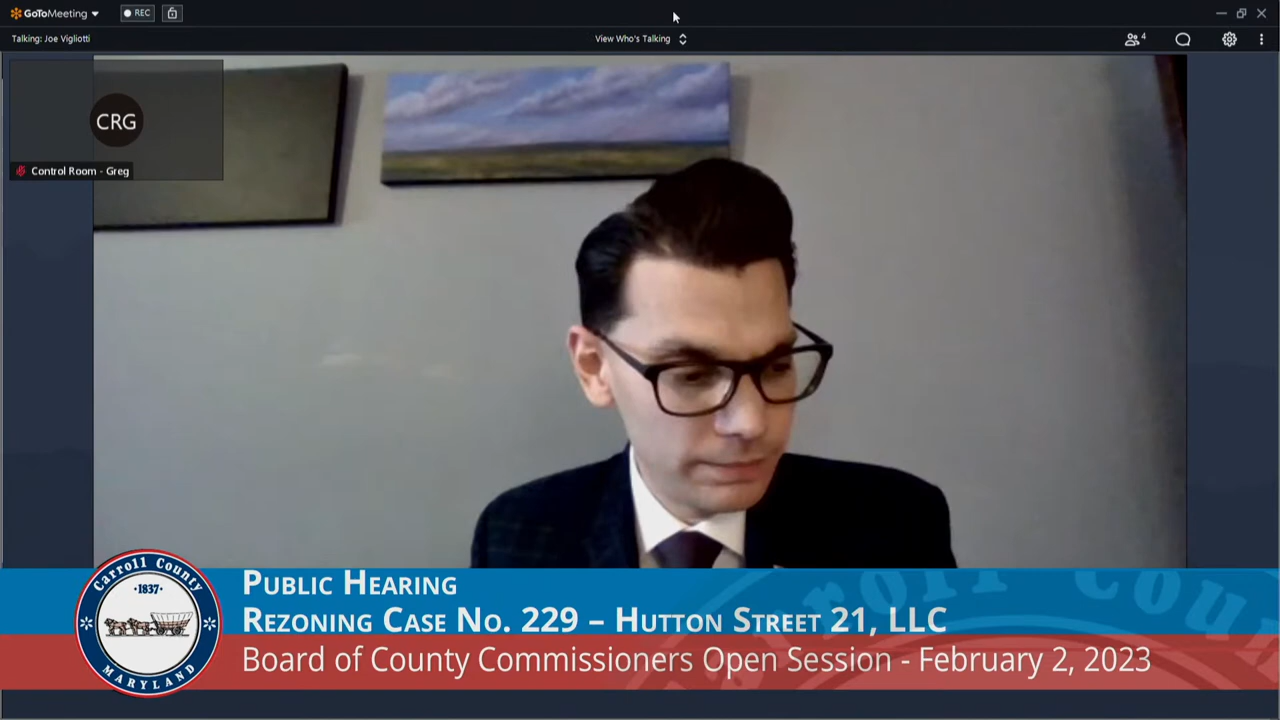 GoToMeeting
REC
Talking: Joe Vigliotti
View Who's Talking
4
CRG
Control Room - Greg
Carroll County
·1837·
MARYLAND
Public Hearing
Rezoning Case No. 229 – Hutton Street 21, LLC
Board of County Commissioners Open Session - February 2, 2023